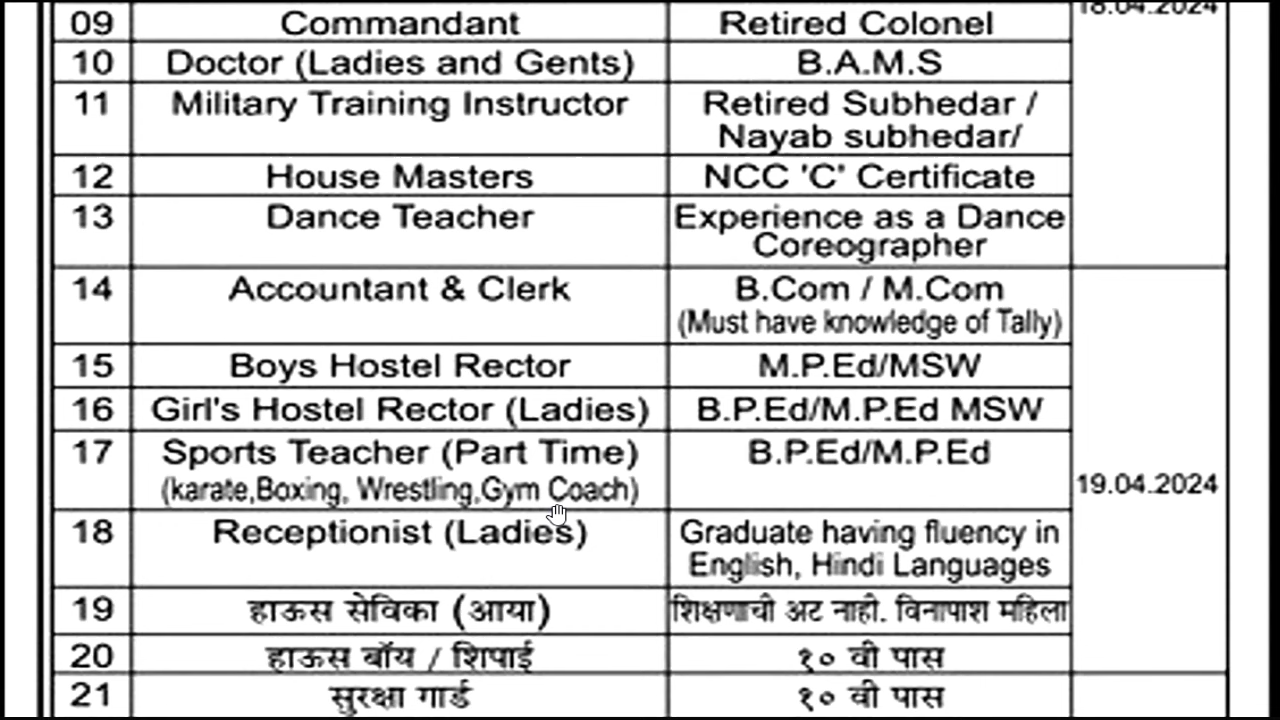 18.04.2024
09 Commandant Retired Colonel
10 Doctor (Ladies and Gents) B.A.M.S
11 Military Training Instructor Retired Subhedar /
Nayab subhedar/
12 House Masters NCC 'C' Certificate
13 Dance Teacher Experience as a Dance
Coreographer
14 Accountant & Clerk B.Com / M.Com
(Must have knowledge of Tally)
15 Boys Hostel Rector M.P.Ed/MSW
16 Girl's Hostel Rector (Ladies) B.P.Ed/M.P.Ed MSW
17 Sports Teacher (Part Time) B.P.Ed/M.P.Ed
(karate,Boxing, Wrestling,Gym Coach) 19.04.2024
18 Receptionist (Ladies) Graduate having fluency in
English, Hindi Languages
19 हाऊस सेविका (आया) शिक्षणाची अट नाही. विनापाश महिला
20 हाऊस बॉय / शिपाई १० वी पास
21 सुरक्षा गार्ड १० वी पास